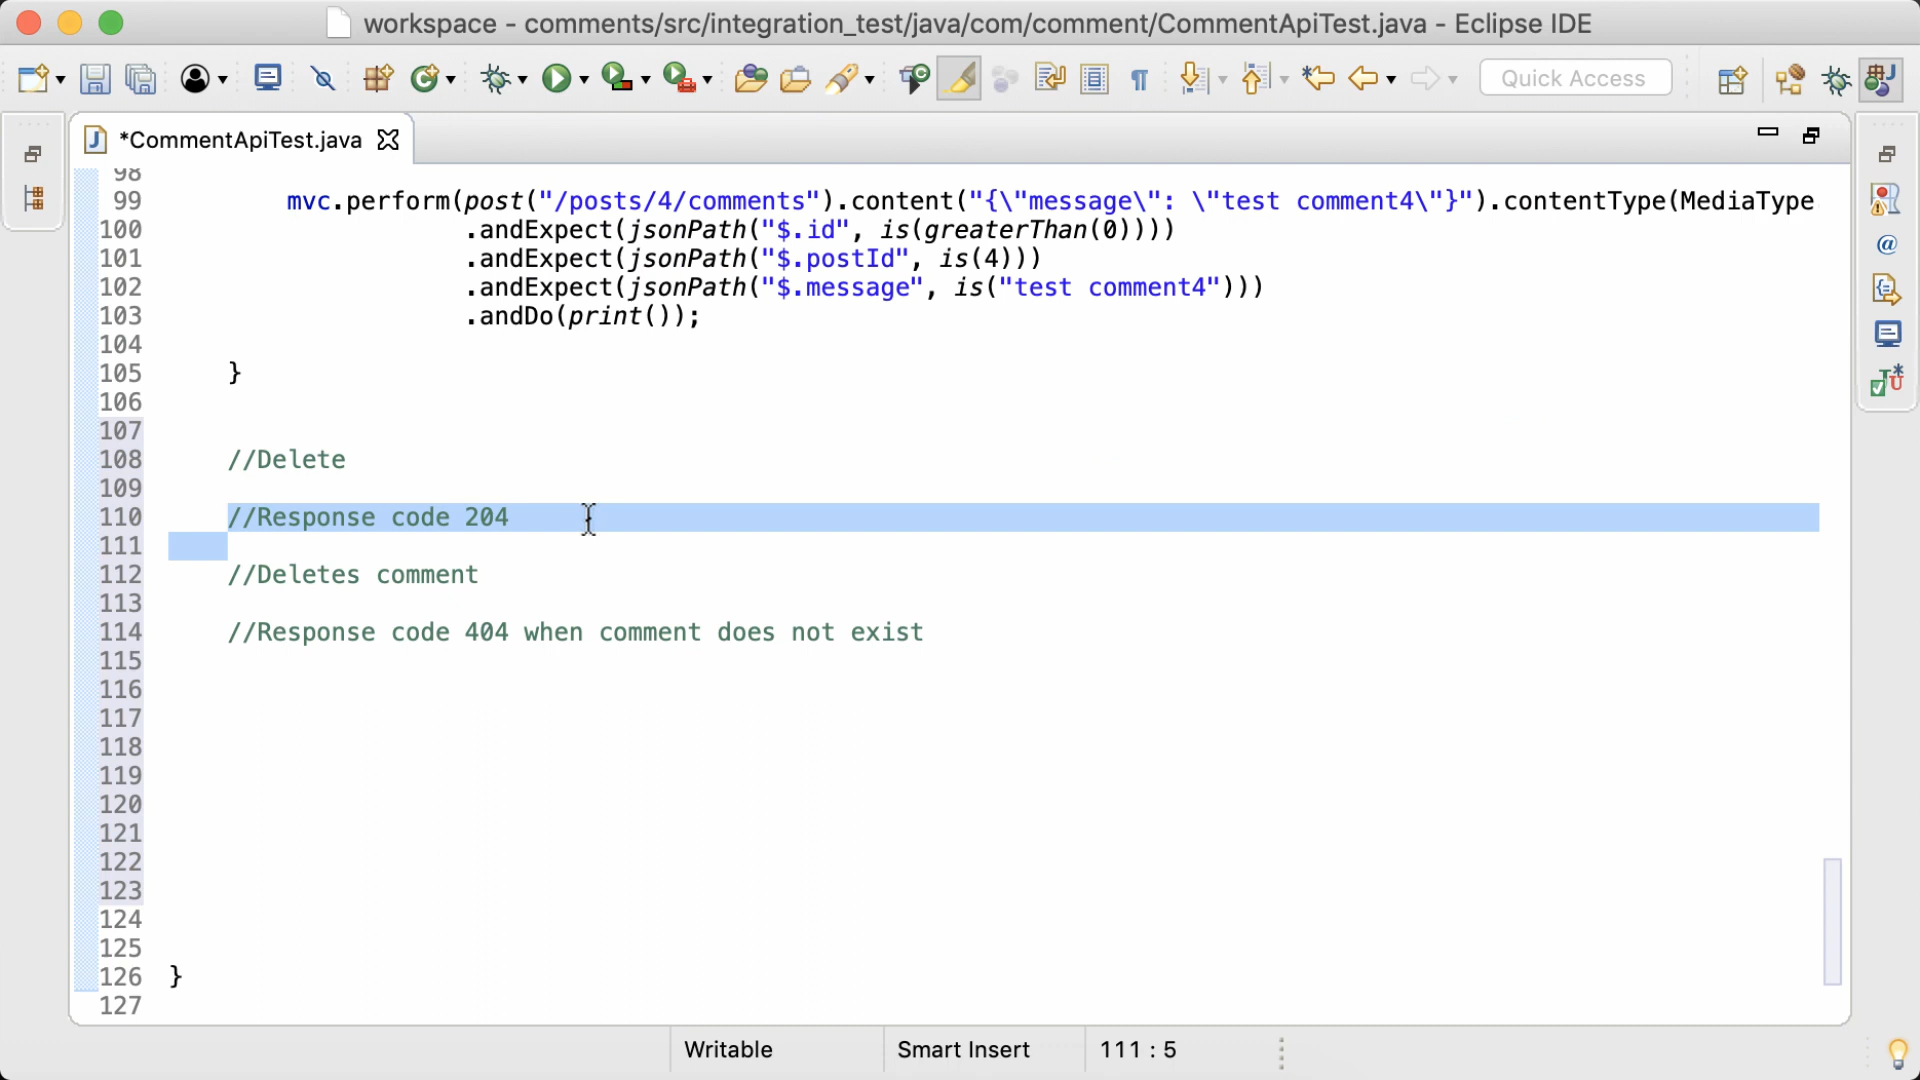 workspace - comments/src/integration_test/java/com/comment/CommentApiTest.java - Eclipse IDE
Quick Access
*CommentApiTest.java
98
99 mvc.perform(post("/posts/4/comments").content("{\"message\": \"test comment4\"}").contentType(MediaType
100 .andExpect(jsonPath("$.id", is(greaterThan(0))))
101 .andExpect(jsonPath("$.postId", is(4)))
102 .andExpect(jsonPath("$.message", is("test comment4")))
103 .andDo(print());
104
105 }
106
107
108 //Delete
109
110 //Response code 204
111
112 //Deletes comment
113
114 //Response code 404 when comment does not exist
115
116
117
118
119
120
121
122
123
124
125
126 }
127
Writable Smart Insert 111 : 5